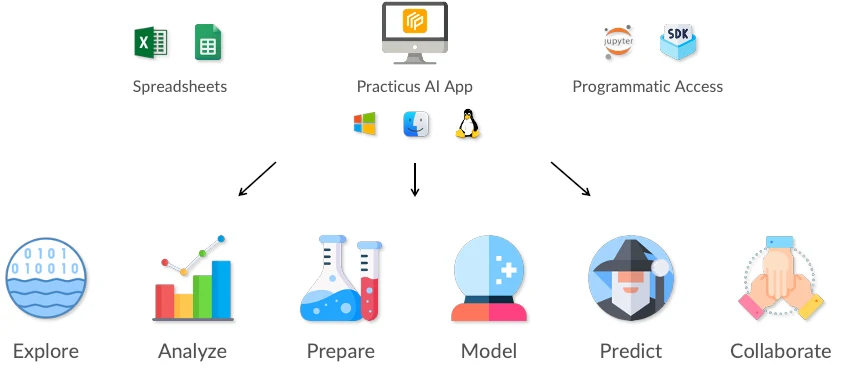 X
jupyter
SDK
Spreadsheets
Practicus AI App
Programmatic Access
0101
010010
Explore
Analyze
Prepare
Model
Predict
Collaborate